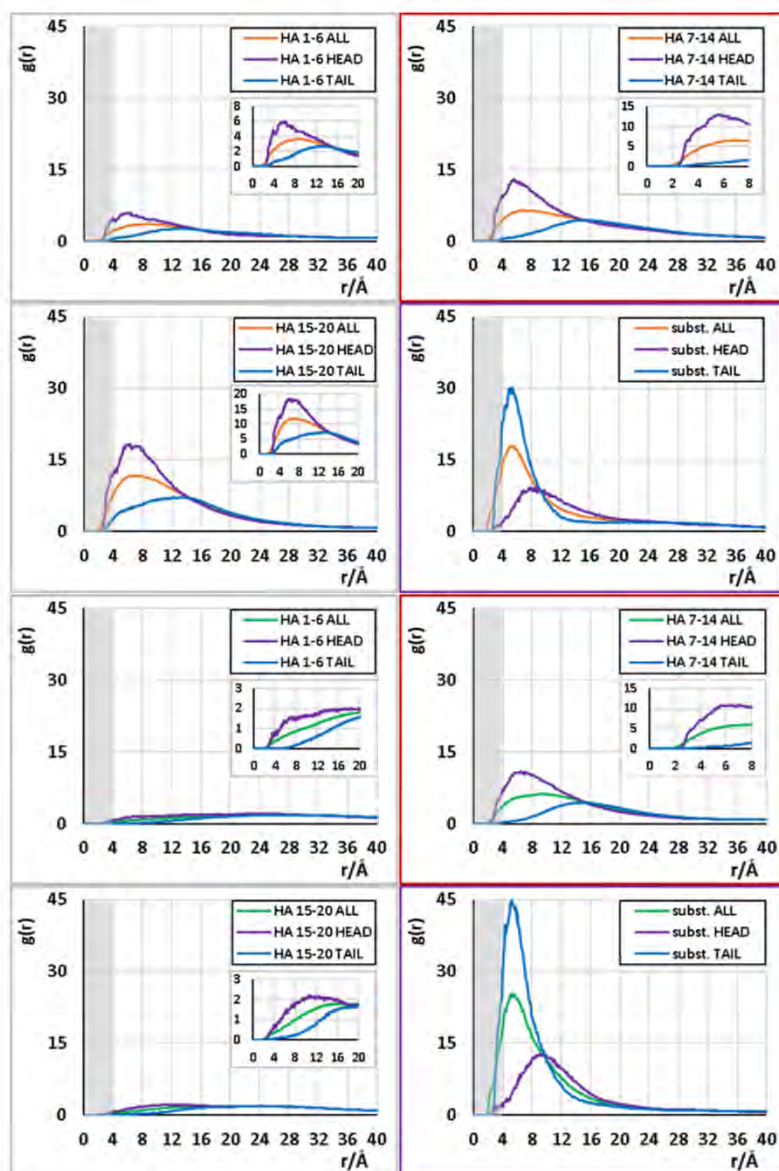 g(r)
45
30
15
0
HA 1-6 ALL
HA 1-6 HEAD
HA 1-6 TAIL
8
6
4
2
0
0 4 8 12 16 20
0 4 8 12 16 20 24 28 32 36 40
r/Å
g(r)
45
30
15
0
HA 7-14 ALL
HA 7-14 HEAD
HA 7-14 TAIL
15
10
5
0
0 2 4 6 8
0 4 8 12 16 20 24 28 32 36 40
r/Å
g(r)
45
30
15
0
HA 15-20 ALL
HA 15-20 HEAD
HA 15-20 TAIL
20
15
10
5
0
0 4 8 12 16 20
0 4 8 12 16 20 24 28 32 36 40
r/Å
g(r)
45
30
15
0
subst. ALL
subst. HEAD
subst. TAIL
0 4 8 12 16 20 24 28 32 36 40
r/Å
g(r)
45
30
15
0
HA 1-6 ALL
HA 1-6 HEAD
HA 1-6 TAIL
3
2
1
0
0 4 8 12 16 20
0 4 8 12 16 20 24 28 32 36 40
r/Å
g(r)
45
30
15
0
HA 7-14 ALL
HA 7-14 HEAD
HA 7-14 TAIL
15
10
5
0
0 2 4 6 8
0 4 8 12 16 20 24 28 32 36 40
r/Å
g(r)
45
30
15
0
HA 15-20 ALL
HA 15-20 HEAD
HA 15-20 TAIL
3
2
1
0
0 4 8 12 16 20
0 4 8 12 16 20 24 28 32 36 40
r/Å
g(r)
45
30
15
0
subst. ALL
subst. HEAD
subst. TAIL
0 4 8 12 16 20 24 28 32 36 40
r/Å